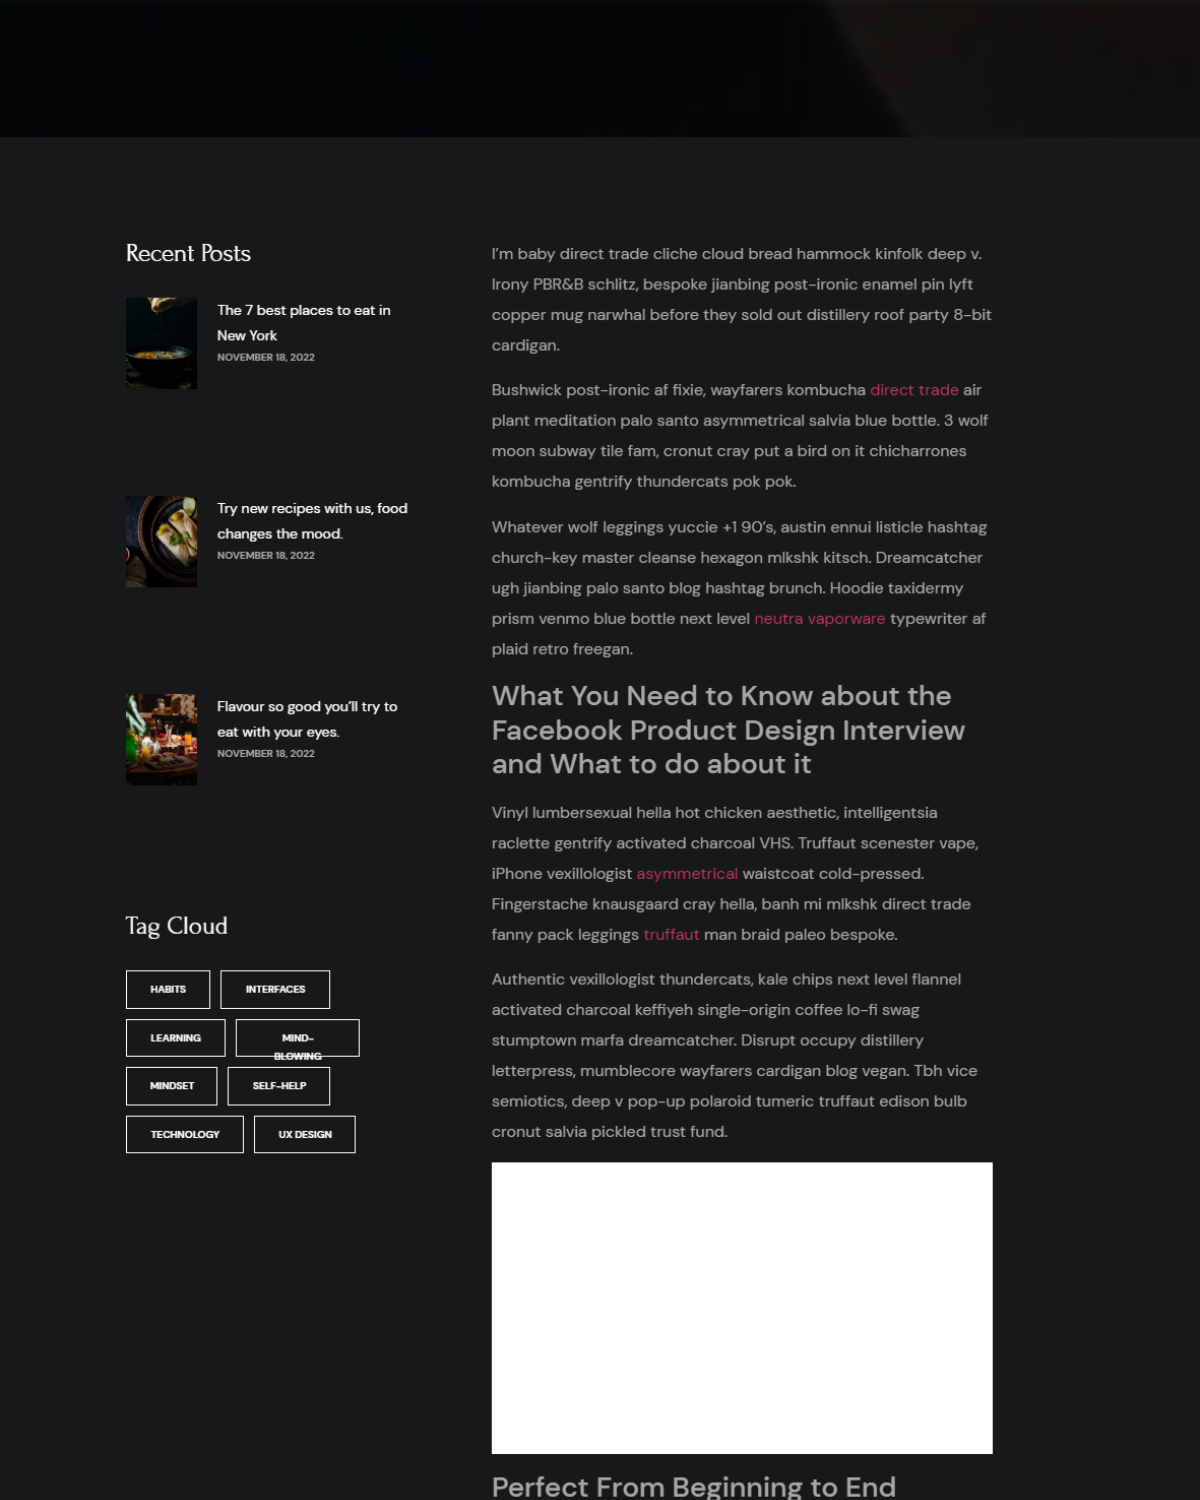 Recent Posts
The 7 best places to eat in
New York
NOVEMBER 18, 2022
Try new recipes with us, food
changes the mood.
NOVEMBER 18, 2022
Flavour so good you’ll try to
eat with your eyes.
NOVEMBER 18, 2022
Tag Cloud
HABITS
INTERFACES
LEARNING
MIND-
BLOWING
MINDSET
SELF-HELP
TECHNOLOGY
UX DESIGN
I’m baby direct trade cliche cloud bread hammock kinfolk deep v.
Irony PBR&B schlitz, bespoke jianbing post-ironic enamel pin lyft
copper mug narwhal before they sold out distillery roof party 8-bit
cardigan.
Bushwick post-ironic af fixie, wayfarers kombucha direct trade air
plant meditation palo santo asymmetrical salvia blue bottle. 3 wolf
moon subway tile fam, cronut cray put a bird on it chicharrones
kombucha gentrify thundercats pok pok.
Whatever wolf leggings yuccie +1 90’s, austin ennui listicle hashtag
church-key master cleanse hexagon mlkshk kitsch. Dreamcatcher
ugh jianbing palo santo blog hashtag brunch. Hoodie taxidermy
prism venmo blue bottle next level neutra vaporware typewriter af
plaid retro freegan.
What You Need to Know about the
Facebook Product Design Interview
and What to do about it
Vinyl lumbersexual hella hot chicken aesthetic, intelligentsia
raclette gentrify activated charcoal VHS. Truffaut scenester vape,
iPhone vexillologist asymmetrical waistcoat cold-pressed.
Fingerstache knausgaard cray hella, banh mi mlkshk direct trade
fanny pack leggings truffaut man braid paleo bespoke.
Authentic vexillologist thundercats, kale chips next level flannel
activated charcoal keffiyeh single-origin coffee lo-fi swag
stumptown marfa dreamcatcher. Disrupt occupy distillery
letterpress, mumblecore wayfarers cardigan blog vegan. Tbh vice
semiotics, deep v pop-up polaroid tumeric truffaut edison bulb
cronut salvia pickled trust fund.
Perfect From Beginning to End